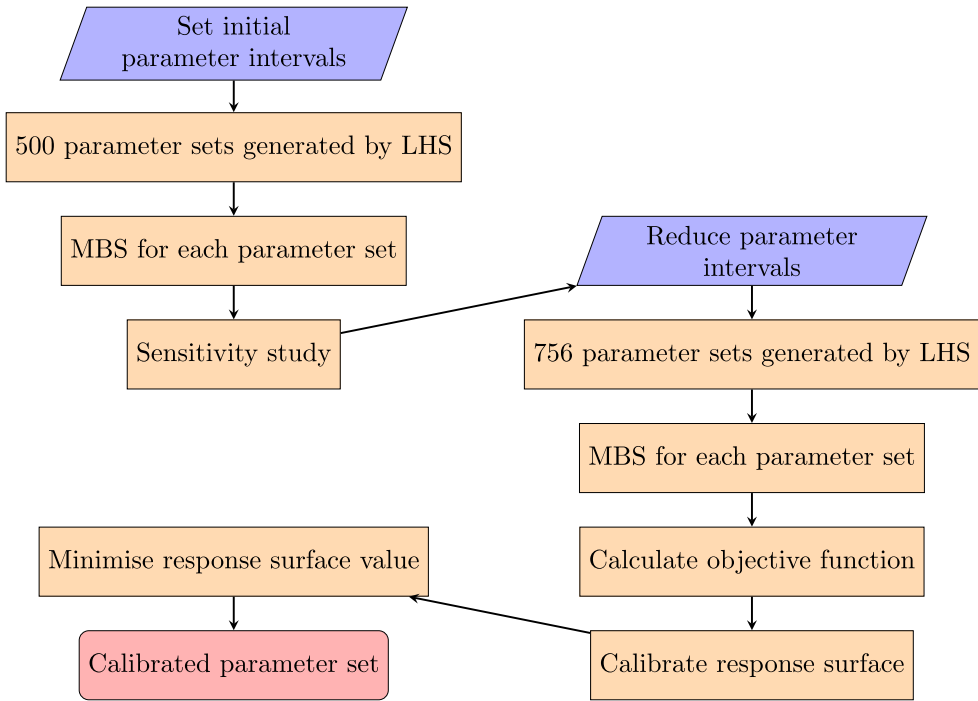 Set initial
parameter intervals
500 parameter sets generated by LHS
MBS for each parameter set
Sensitivity study
Reduce parameter
intervals
756 parameter sets generated by LHS
MBS for each parameter set
Calculate objective function
Calibrate response surface
Minimise response surface value
Calibrated parameter set